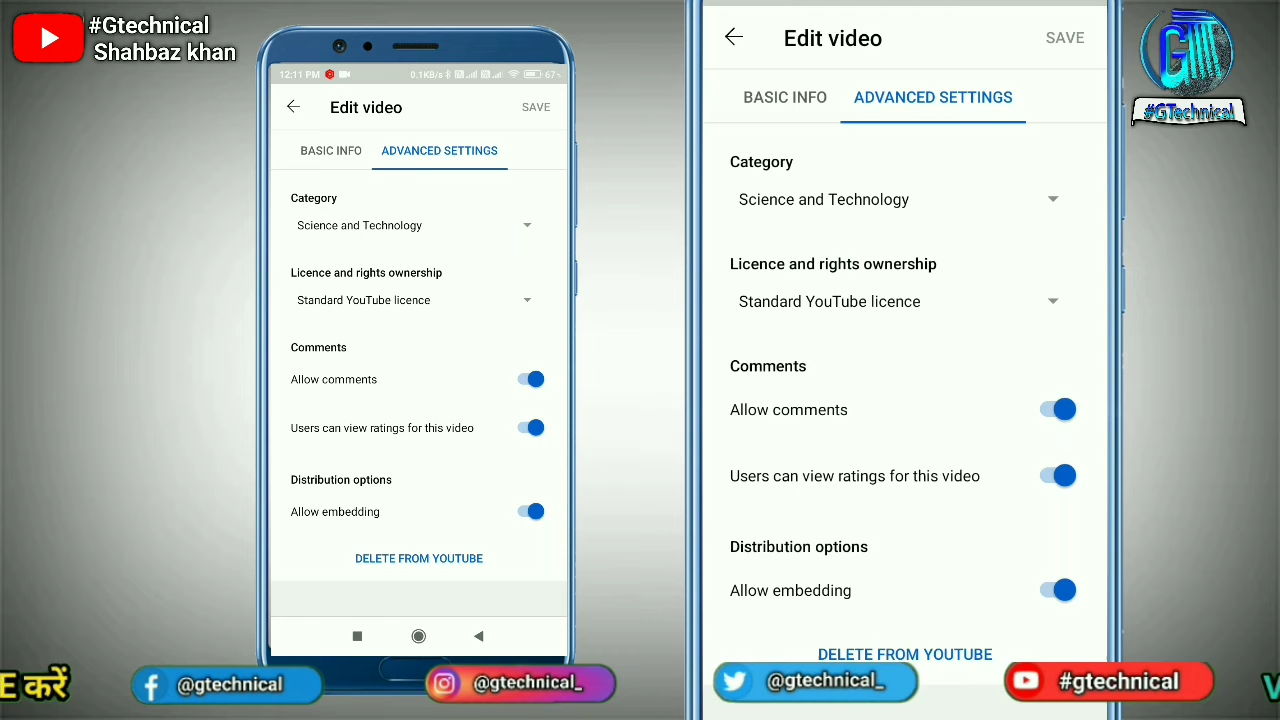 #Gtechnical
Shahbaz khan
12:11 PM 0.1KB/s 67
Edit video SAVE
BASIC INFO ADVANCED SETTINGS
Category
Science and Technology
Licence and rights ownership
Standard YouTube licence
Comments
Allow comments
Users can view ratings for this video
Distribution options
Allow embedding
DELETE FROM YOUTUBE
Edit video SAVE
BASIC INFO ADVANCED SETTINGS
Category
Science and Technology
Licence and rights ownership
Standard YouTube licence
Comments
Allow comments
Users can view ratings for this video
Distribution options
Allow embedding
DELETE FROM YOUTUBE
#GTechnical
E करें @gtechnical @gtechnical_ @gtechnical_ #gtechnical V